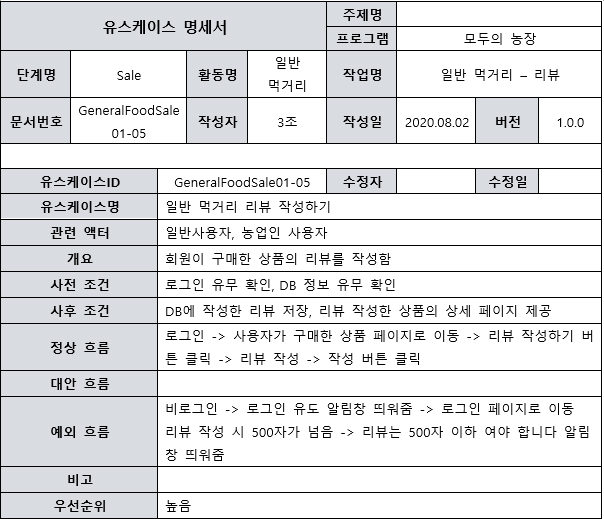 유스케이스 명세서
주제명
프로그램 모두의 농장
단계명 Sale 활동명 일반
먹거리 작업명 일반 먹거리 – 리뷰
문서번호 GeneralFoodSale
01-05 작성자 3조 작성일 2020.08.02 버전 1.0.0
유스케이스ID GeneralFoodSale01-05 수정자 수정일
유스케이스명 일반 먹거리 리뷰 작성하기
관련 액터 일반사용자, 농업인 사용자
개요 회원이 구매한 상품의 리뷰를 작성함
사전 조건 로그인 유무 확인, DB 정보 유무 확인
사후 조건 DB에 작성한 리뷰 저장, 리뷰 작성한 상품의 상세 페이지 제공
정상 흐름 로그인 -> 사용자가 구매한 상품 페이지로 이동 -> 리뷰 작성하기 버
튼 클릭 -> 리뷰 작성 -> 작성 버튼 클릭
대안 흐름
예외 흐름 비로그인 -> 로그인 유도 알림창 띄워줌 -> 로그인 페이지로 이동
리뷰 작성 시 500자가 넘음 -> 리뷰는 500자 이하 여야 합니다 알림
창 띄워줌
비고
우선순위 높음